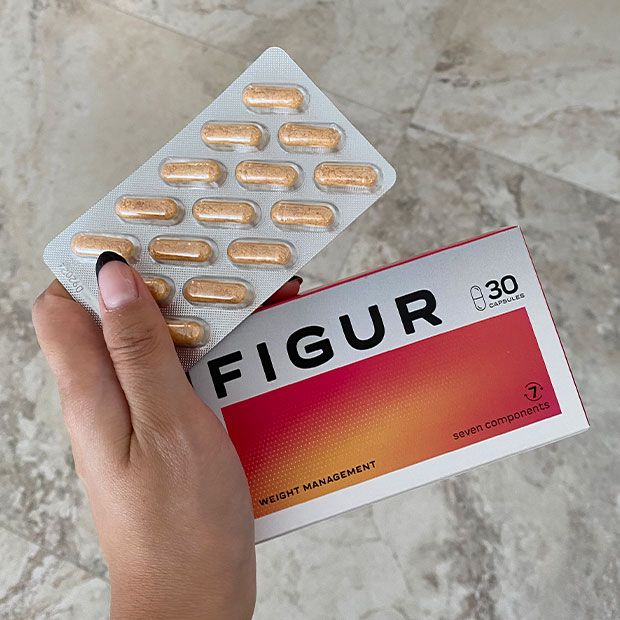 FIGUR
30
CAPSULES
7
seven components
WEIGHT MANAGEMENT